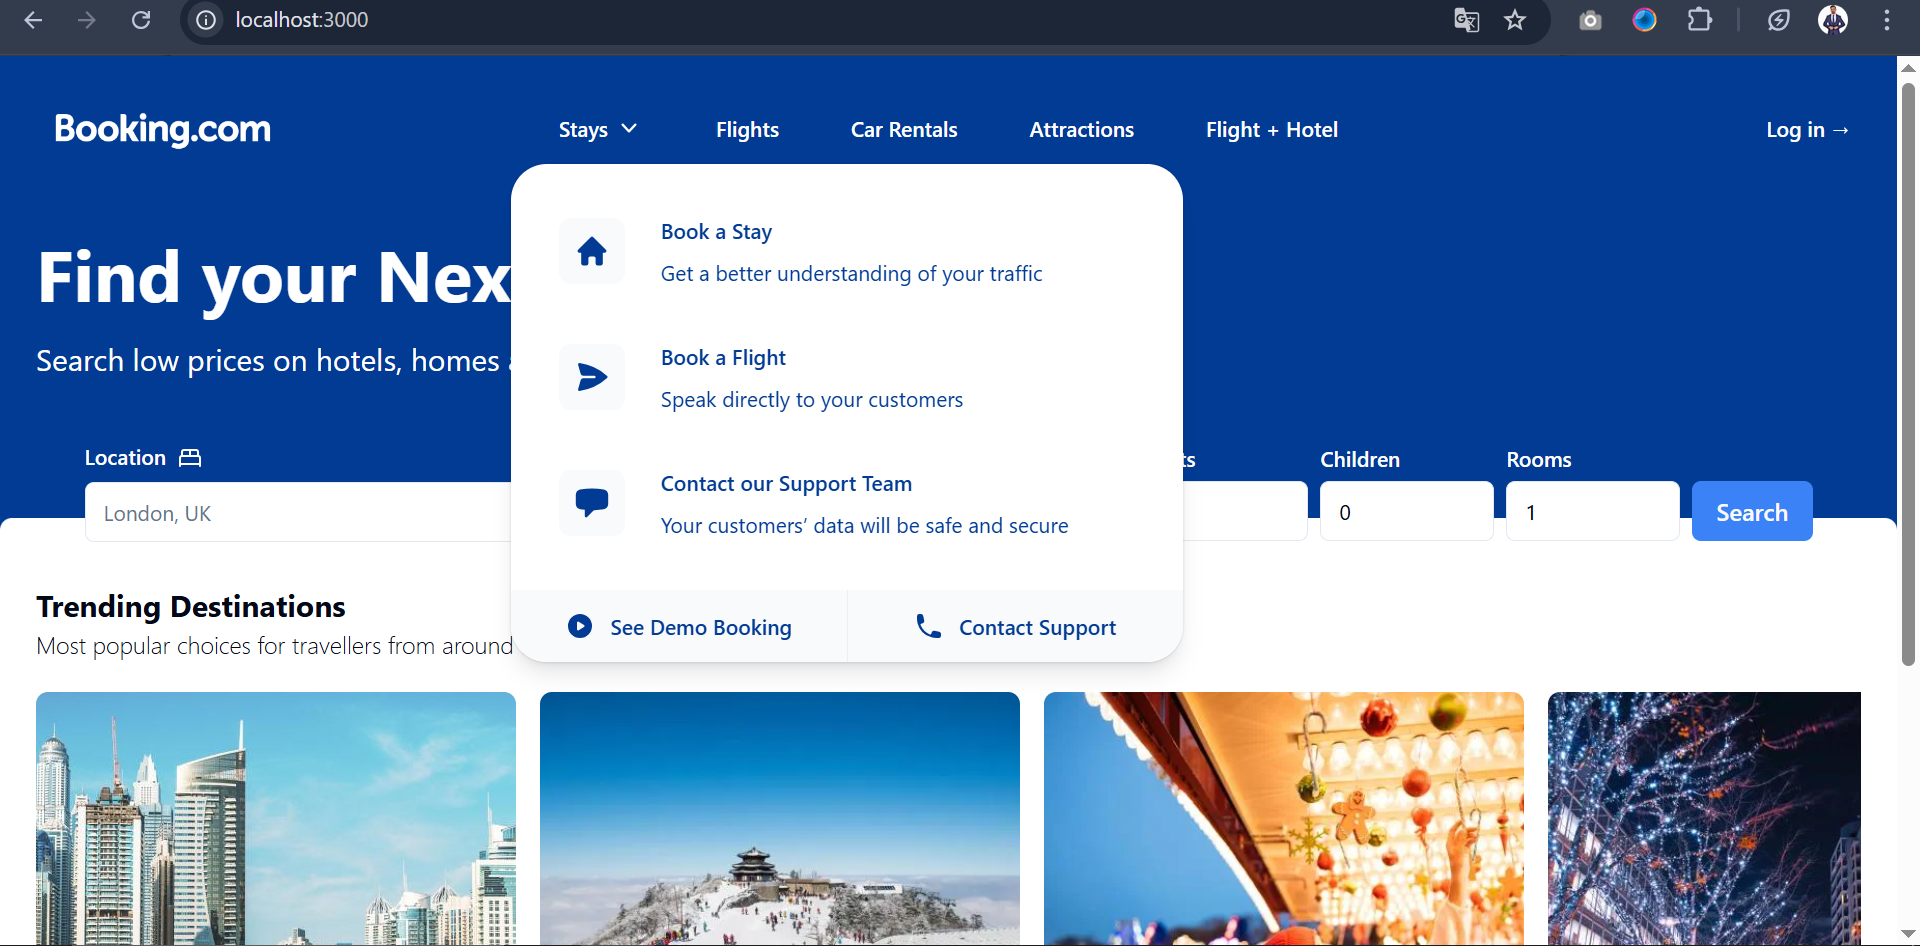 localhost:3000
Booking.com
Stays
Flights
Car Rentals
Attractions
Flight + Hotel
Log in →
Find your Nex
Search low prices on hotels, homes
Book a Stay
Get a better understanding of your traffic
Book a Flight
Speak directly to your customers
Contact our Support Team
Your customers’ data will be safe and secure
See Demo Booking
Contact Support
Location
London, UK
ts
Children
0
Rooms
1
Search
Trending Destinations
Most popular choices for travellers from around